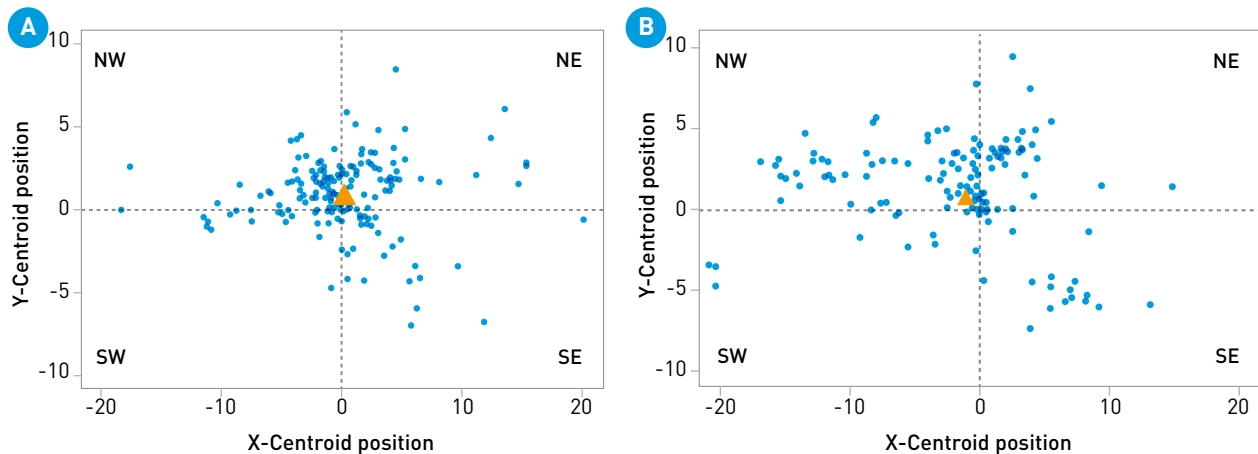 A
NW
NE
SW
SE
10
5
0
-5
-10
-20
-10
0
10
20
Y-Centroid position
X-Centroid position
B
NW
NE
SW
SE
10
5
0
-5
-10
-20
-10
0
10
20
Y-Centroid position
X-Centroid position